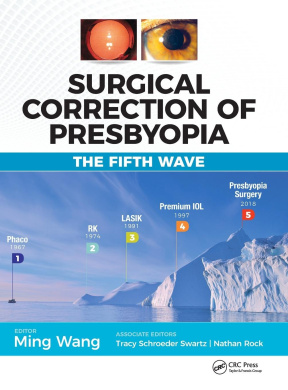 SURGICAL
CORRECTION OF
PRESBYOPIA
THE FIFTH WAVE
Phaco
1967
1
RK
1974
2
LASIK
1991
3
Premium IOL
1997
4
Presbyopia
Surgery
2018
5
EDITOR
Ming Wang
ASSOCIATE EDITORS
Tracy Schroeder Swartz | Nathan Rock
CRC Press
Taylor & Francis Group